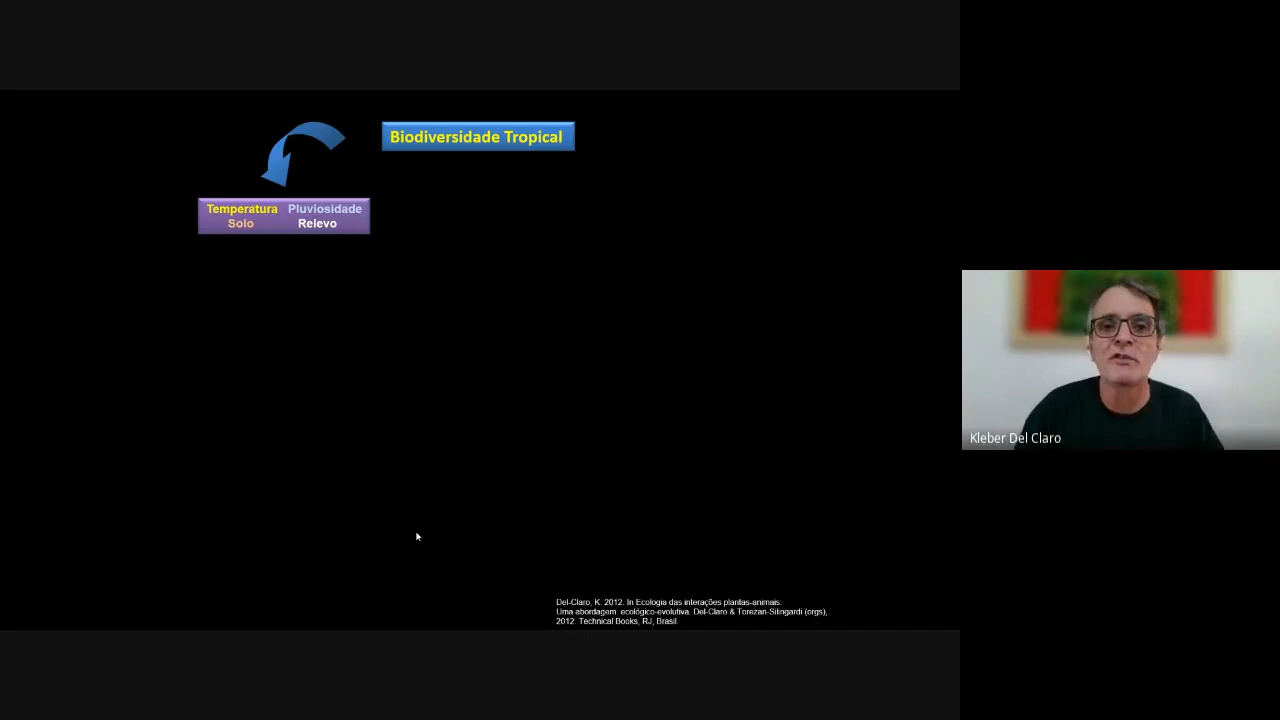 Biodiversidade Tropical
Temperatura Pluviosidade
Solo Relevo
Kleber Del Claro
Del-Claro, K. 2012. In Ecologia das interações plantas-animais:
Uma abordagem ecológico-evolutiva. Del-Claro & Torezan-Silingardi (orgs),
2012. Technical Books, RJ, Brasil.